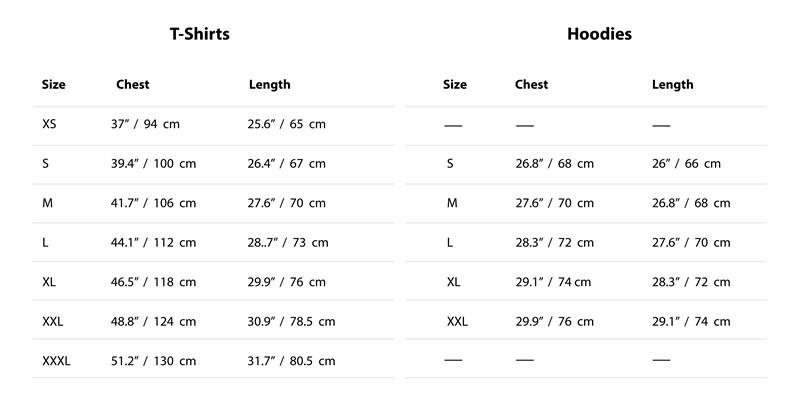 T-Shirts Hoodies
Size Chest Length Size Chest Length
XS 37” / 94 cm 25.6” / 65 cm — — —
S 39.4” / 100 cm 26.4” / 67 cm S 26.8” / 68 cm 26” / 66 cm
M 41.7” / 106 cm 27.6” / 70 cm M 27.6” / 70 cm 26.8” / 68 cm
L 44.1” / 112 cm 28..7” / 73 cm L 28.3” / 72 cm 27.6” / 70 cm
XL 46.5” / 118 cm 29.9” / 76 cm XL 29.1” / 74 cm 28.3” / 72 cm
XXL 48.8” / 124 cm 30.9” / 78.5 cm XXL 29.9” / 76 cm 29.1” / 74 cm
XXXL 51.2” / 130 cm 31.7” / 80.5 cm — — —